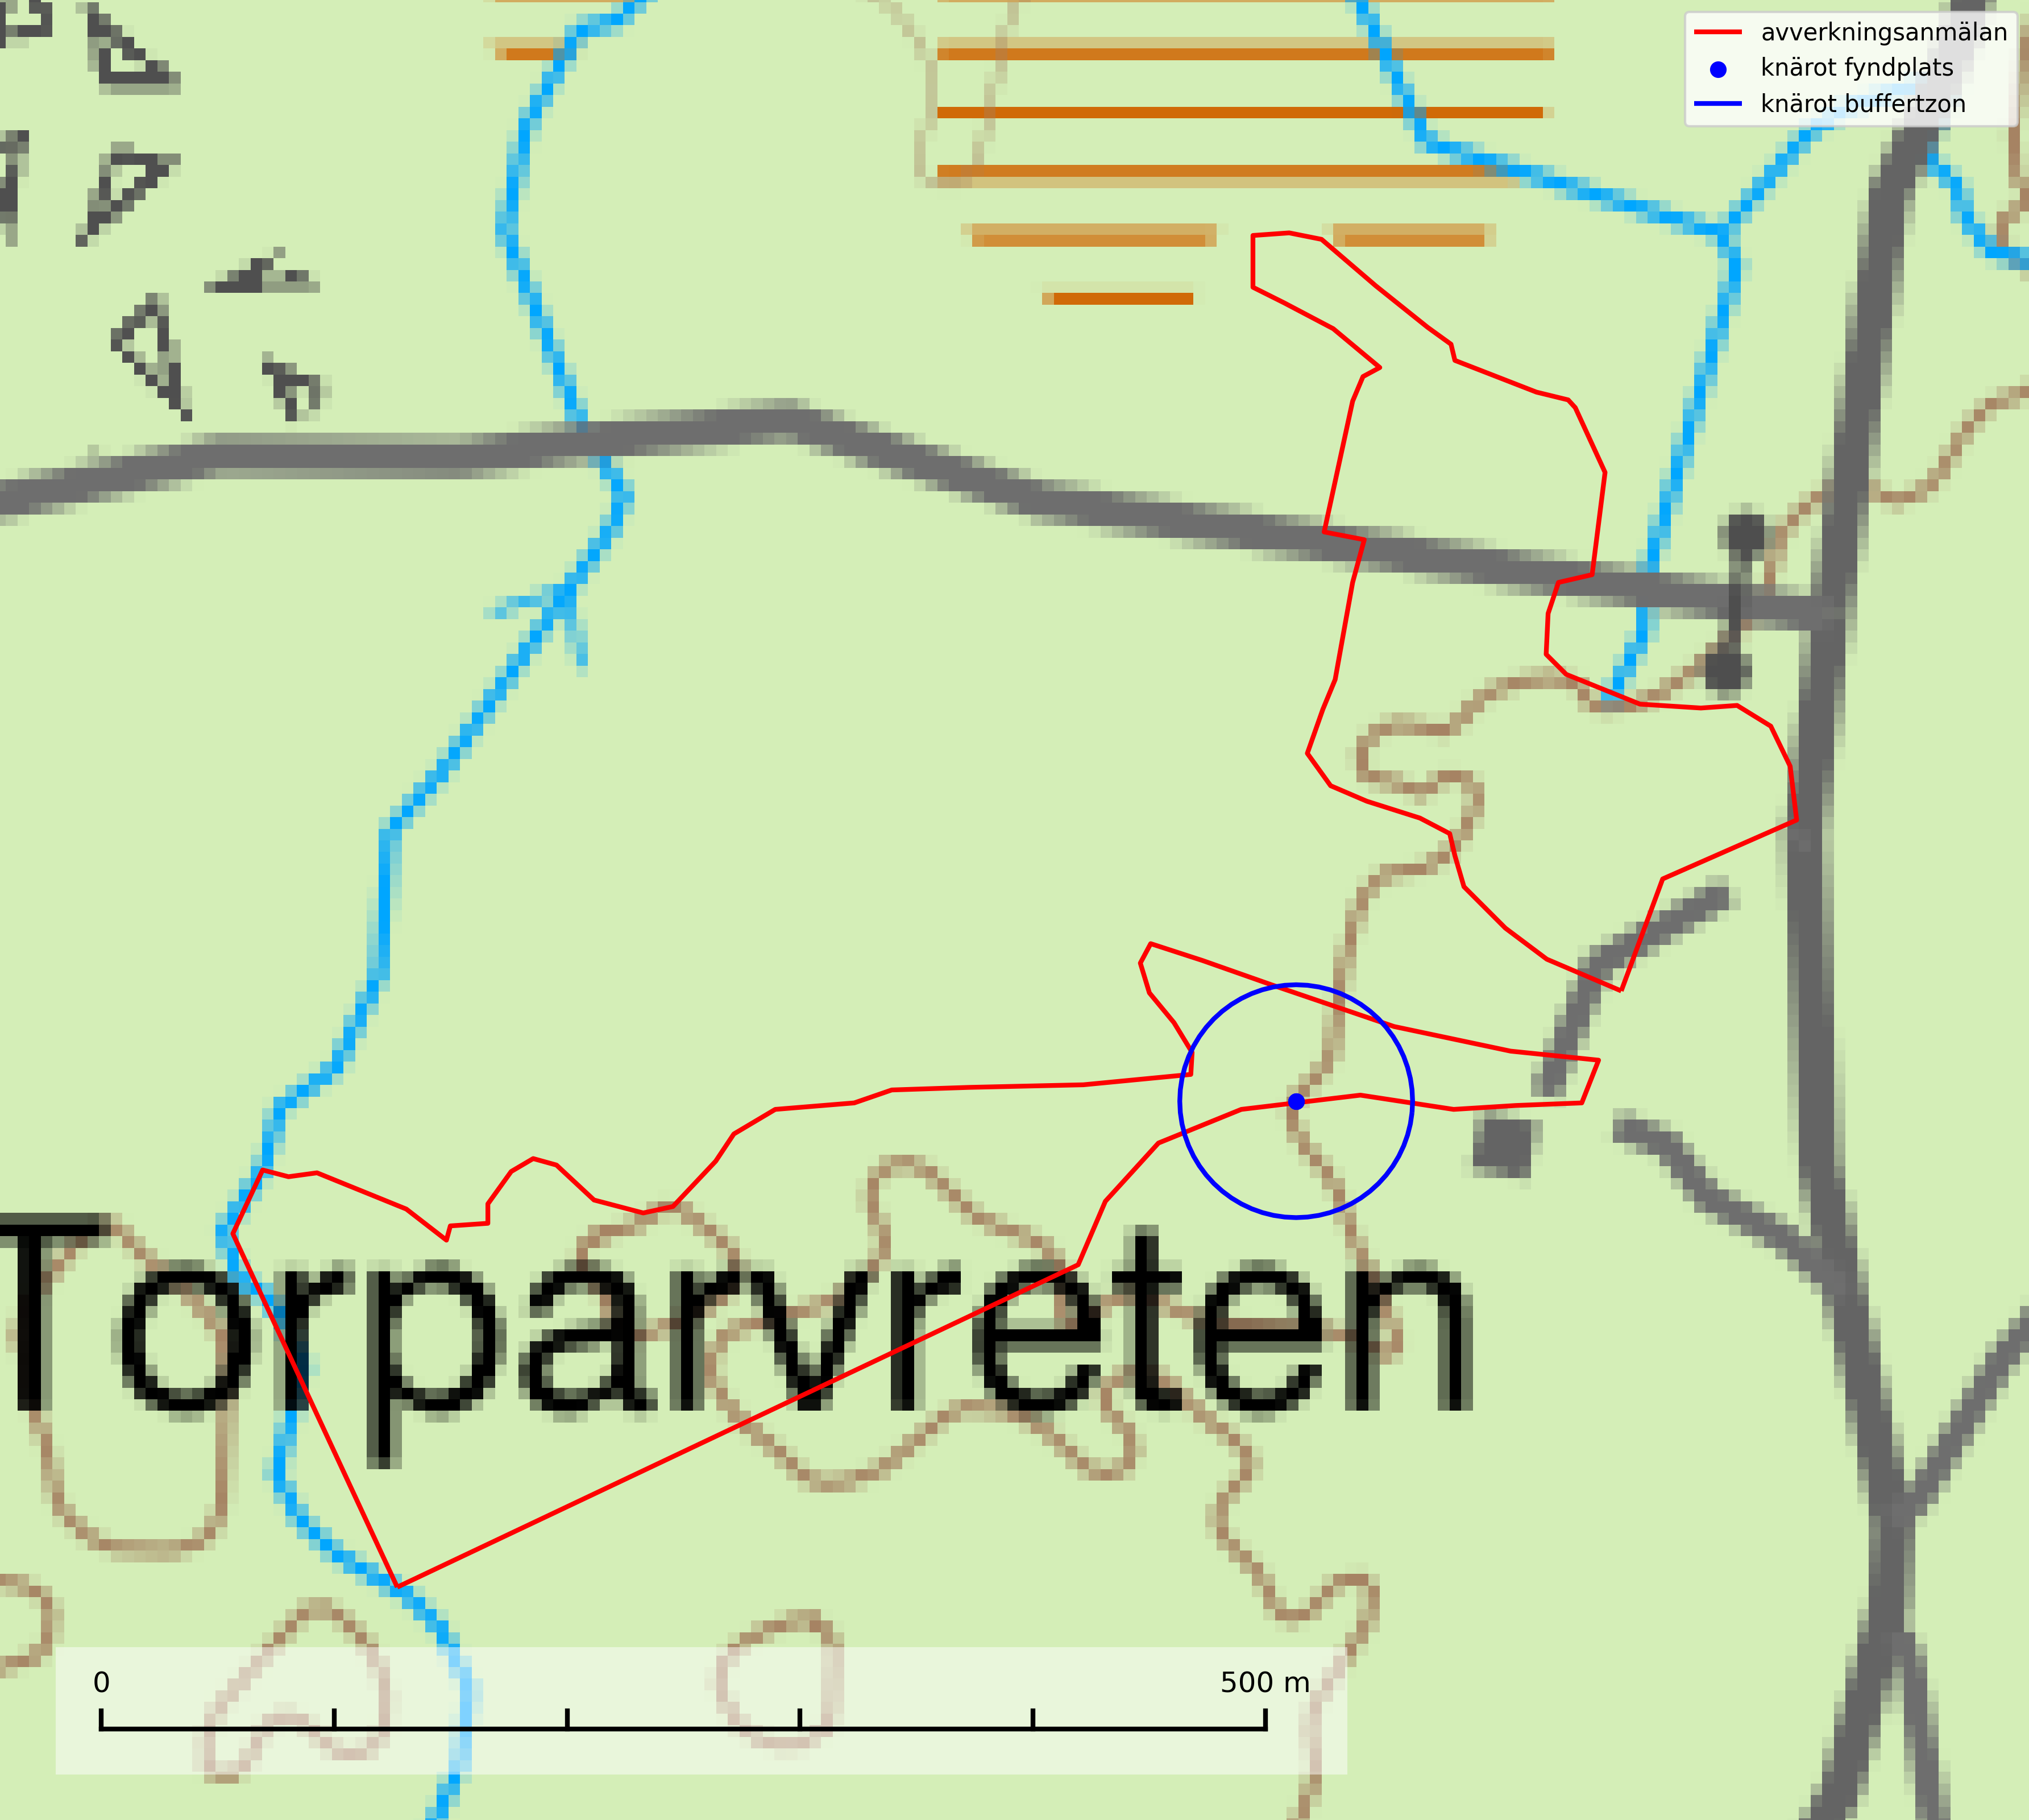 avverkningsanmälan
knärot fyndplats
knärot buffertzon
Torparvreten
0 500 m